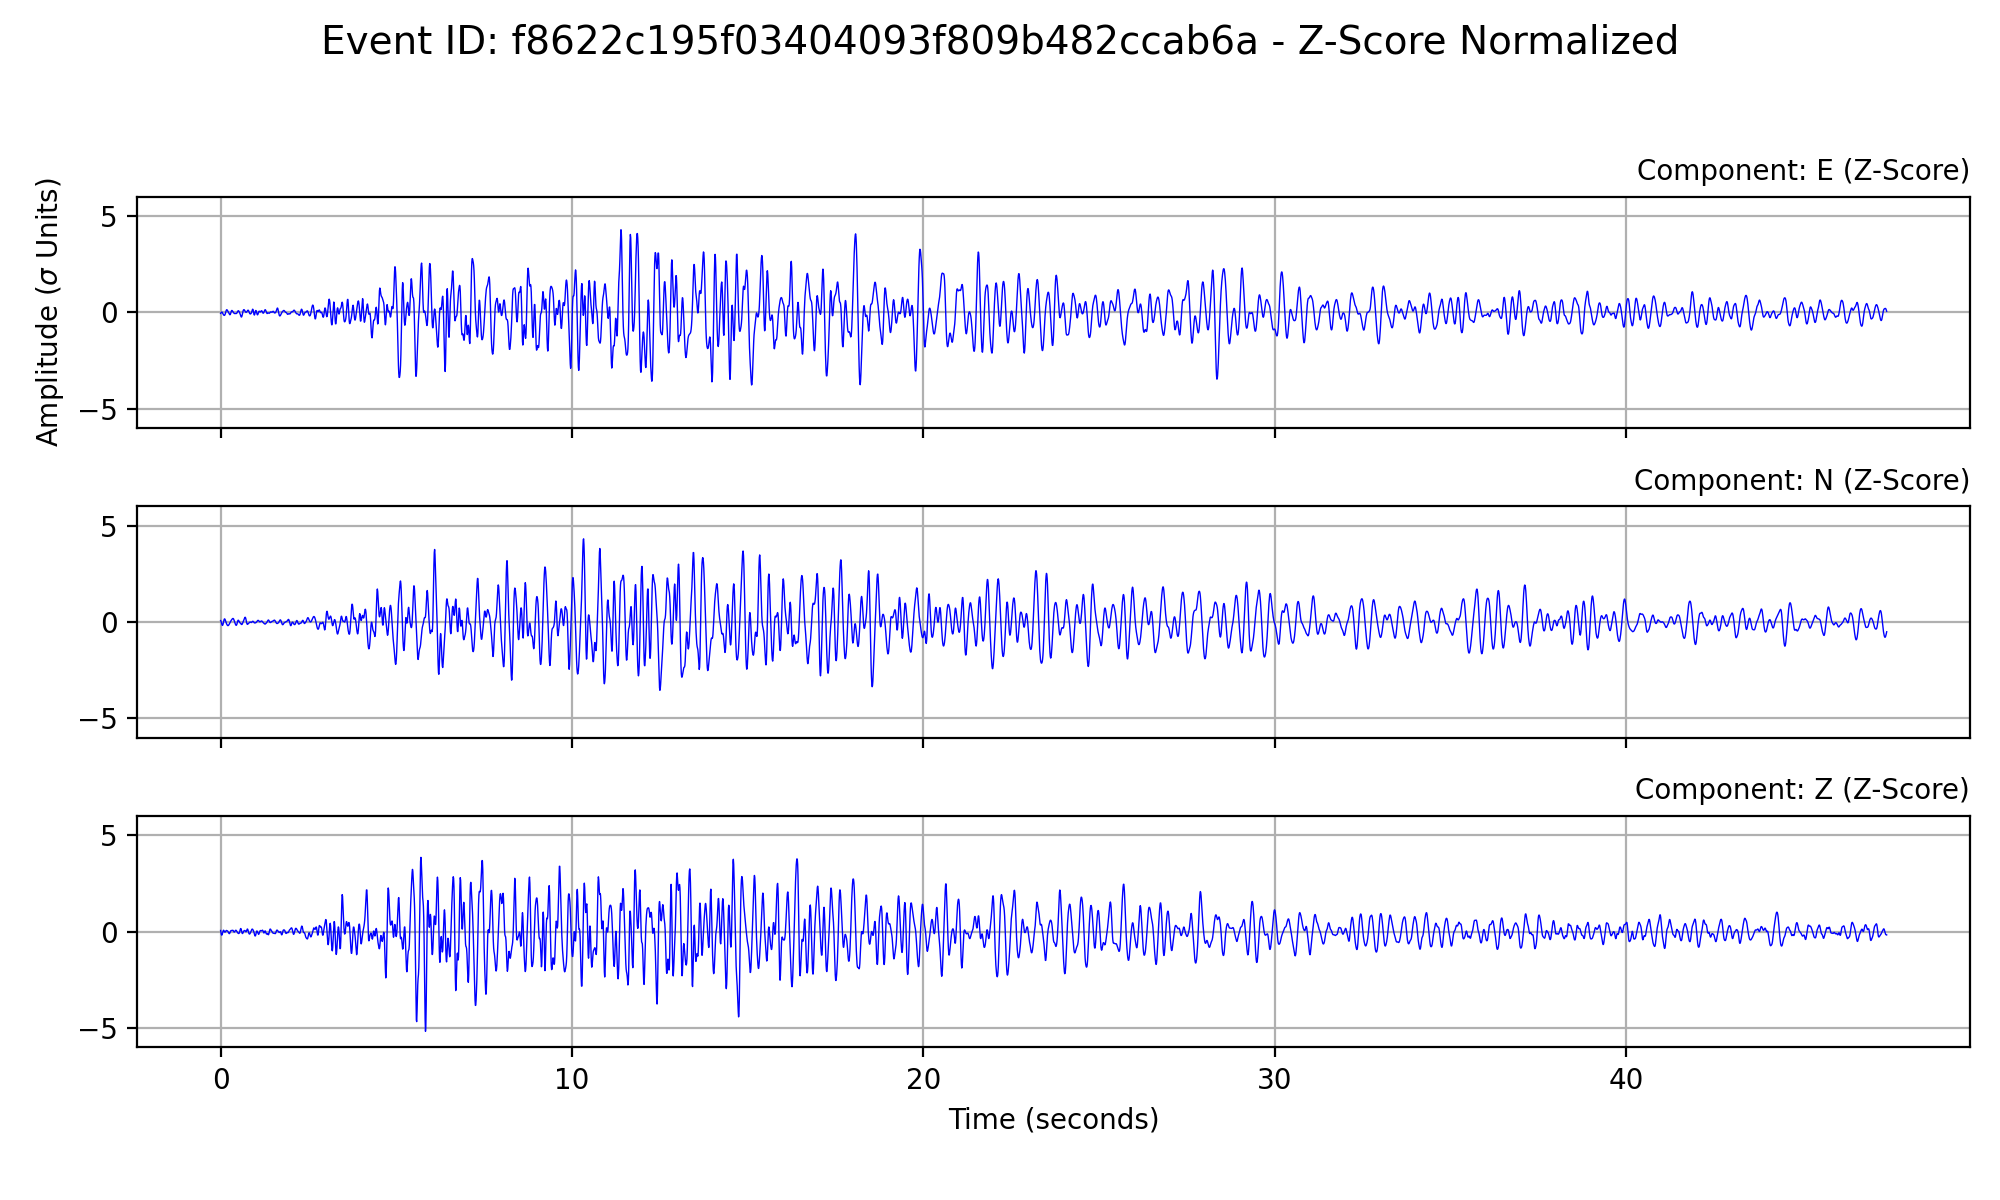 Event ID: f8622c195f03404093f809b482ccab6a - Z-Score Normalized
Component: E (Z-Score)
Amplitude (σ Units)
5
0
−5
Component: N (Z-Score)
5
0
−5
Component: Z (Z-Score)
5
0
−5
0 10 20 30 40
Time (seconds)